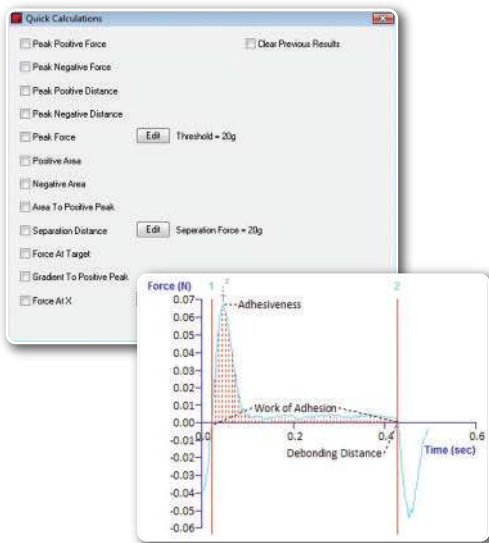 Quick Calculations
Peak Positive Force
Clear Previous Results
Peak Negative Force
Peak Positive Distance
Peak Negative Distance
Peak Force Edit Threshold = 20g
Positive Area
Negative Area
Area To Positive Peak
Separation Distance Edit Seperation Force = 20g
Force At Target
Gradient To Positive Peak
Force At X
Force (N) 1 2
0.07
Adhesiveness
0.06
0.05
0.04
0.03
0.02
0.01
Work of Adhesion
0.00
0.0 0.2 0.4 0.6
-0.01
Debonding Distance
Time (sec)
-0.02
-0.03
-0.04
-0.05
-0.06